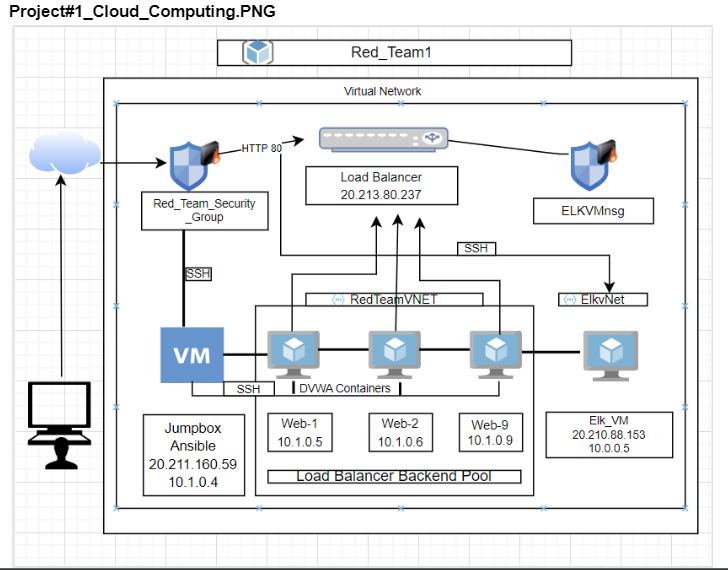 Project#1_Cloud_Computing.PNG
Red_Team1
Virtual Network
HTTP 80
Load Balancer
20.213.80.237
Red_Team_Security
_Group
ELKVMnsg
SSH
SSH
RedTeamVNET
ElkvNet
VM
SSH
DVWA Containers
Jumpbox
Ansible
20.211.160.59
10.1.0.4
Web-1
10.1.0.5
Web-2
10.1.0.6
Web-9
10.1.0.9
Elk_VM
20.210.88.153
10.0.0.5
Load Balancer Backend Pool